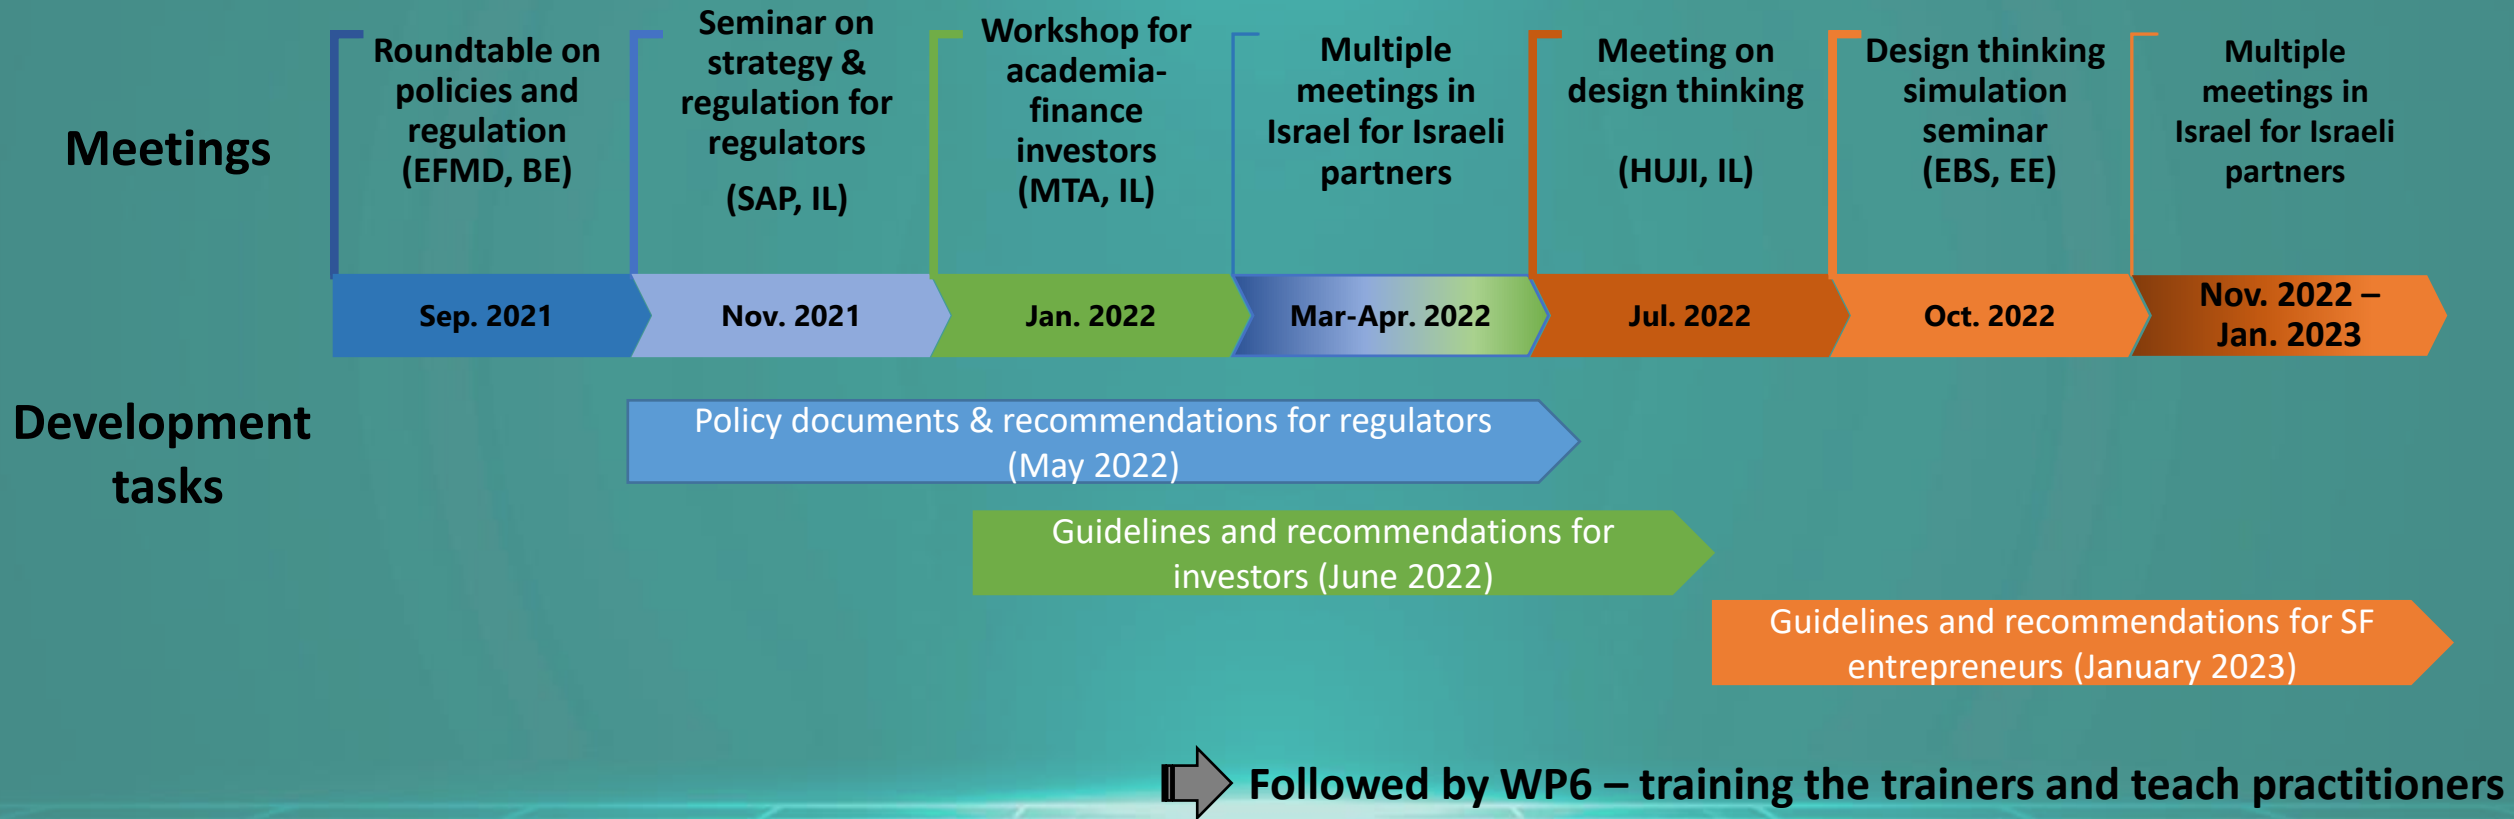 Meetings
Roundtable on
policies and
regulation
(EFMD, BE)
Seminar on
strategy &
regulation for
regulators
(SAP, IL)
Workshop for
academia-
finance
investors
(MTA, IL)
Multiple
meetings in
Israel for Israeli
partners
Meeting on
design thinking
(HUJI, IL)
Design thinking
simulation
seminar
(EBS, EE)
Multiple
meetings in
Israel for Israeli
partners
Sep. 2021
Nov. 2021
Jan. 2022
Mar-Apr. 2022
Jul. 2022
Oct. 2022
Nov. 2022 –
Jan. 2023
Development
tasks
Policy documents & recommendations for regulators
(May 2022)
Guidelines and recommendations for
investors (June 2022)
Guidelines and recommendations for SF
entrepreneurs (January 2023)
Followed by WP6 – training the trainers and teach practitioners